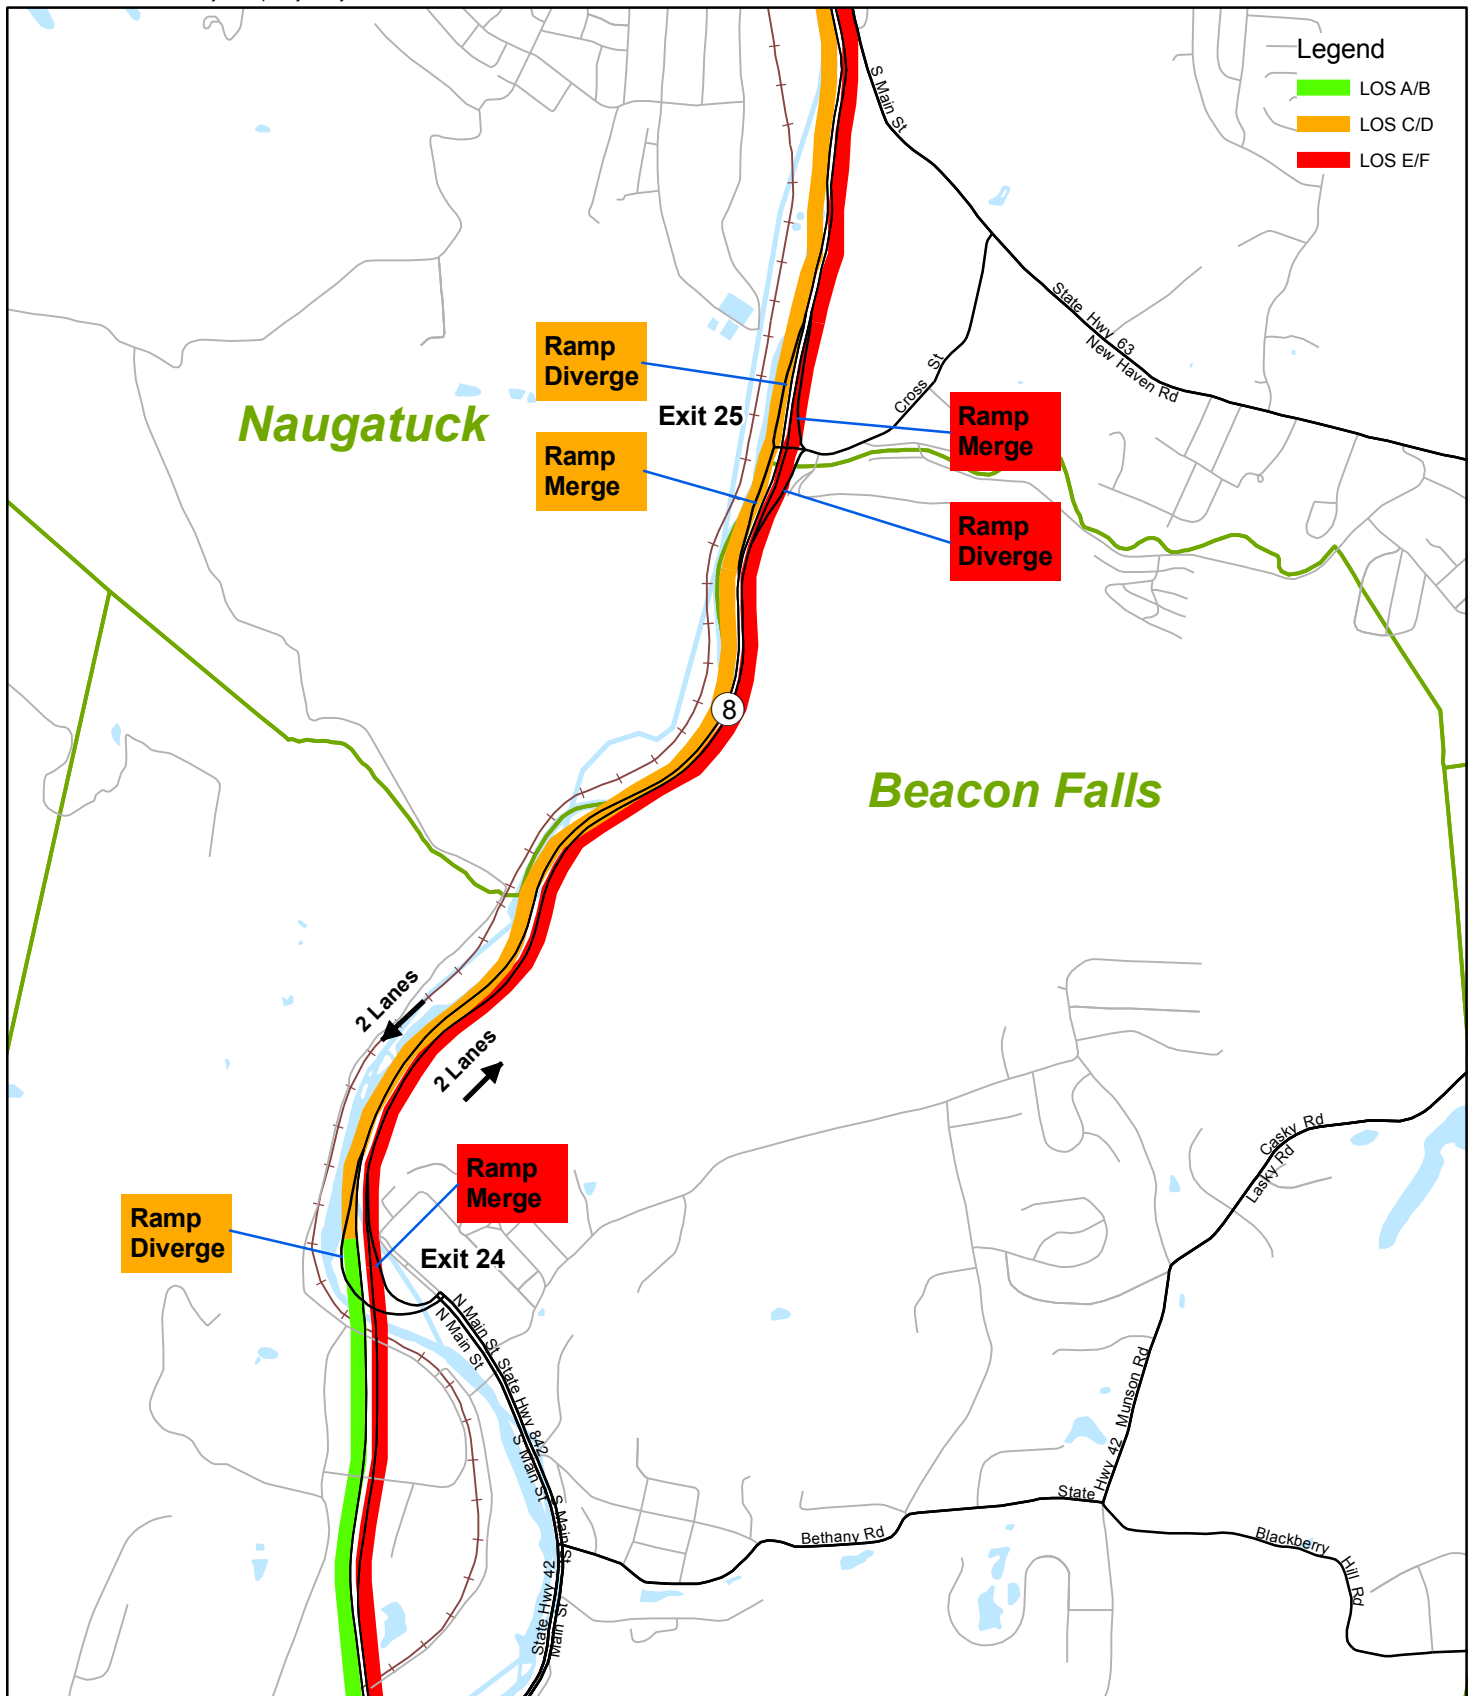 Legend
LOS A/B
LOS C/D
LOS E/F
S Main St
State Hwy 63
New Haven Rd
Cross St
Ramp
Diverge
Exit 25
Naugatuck
Ramp
Merge
Ramp
Merge
Ramp
Diverge
8
Beacon Falls
2 Lanes
2 Lanes
Ramp
Merge
Ramp
Diverge
Exit 24
Casky Rd
Lasky Rd
N Main St
N Main St
State Hwy 842
S Main St
S Main St
State Hwy 42
Main St
Bethany Rd
State Hwy 42 Munson Rd
Blackberry Hill Rd